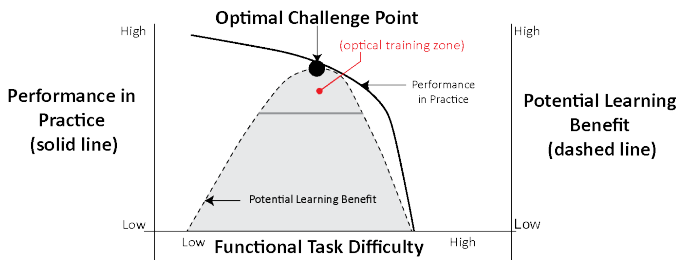 Optimal Challenge Point
High
(optical training zone)
High
Performance in
Practice
(solid line)
Performance
in Practice
Potential Learning
Benefit
(dashed line)
Potential Learning Benefit
Low
Low
Low
Functional Task Difficulty
High